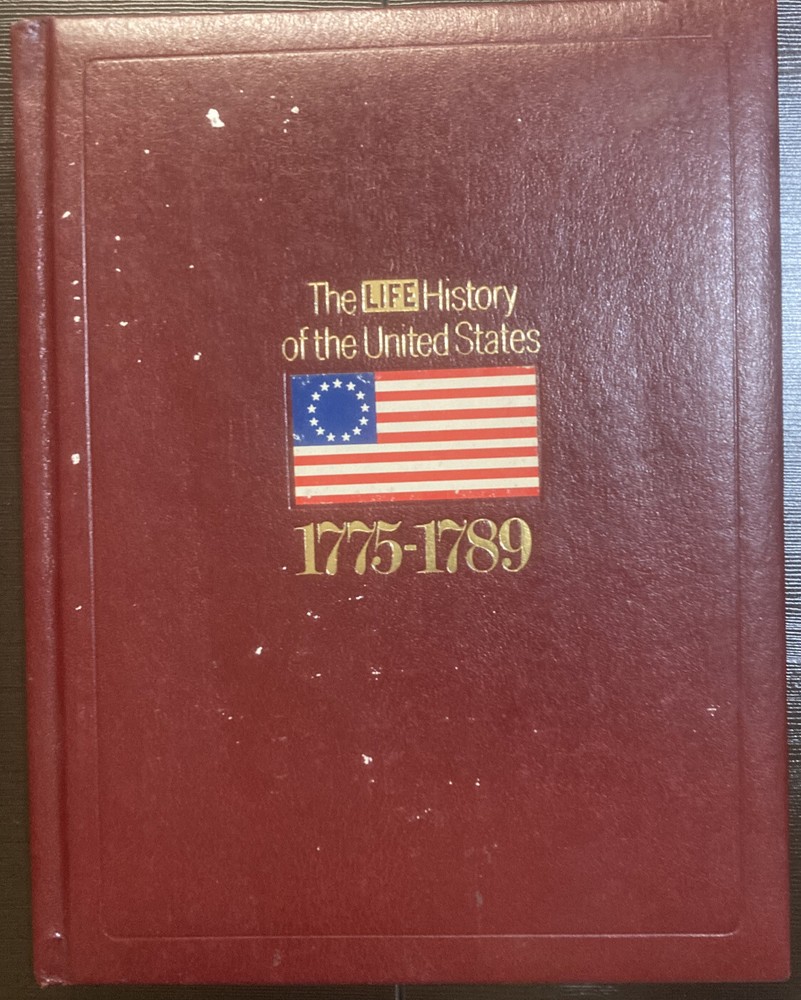 The LIFE History
of the United States
1775-1789